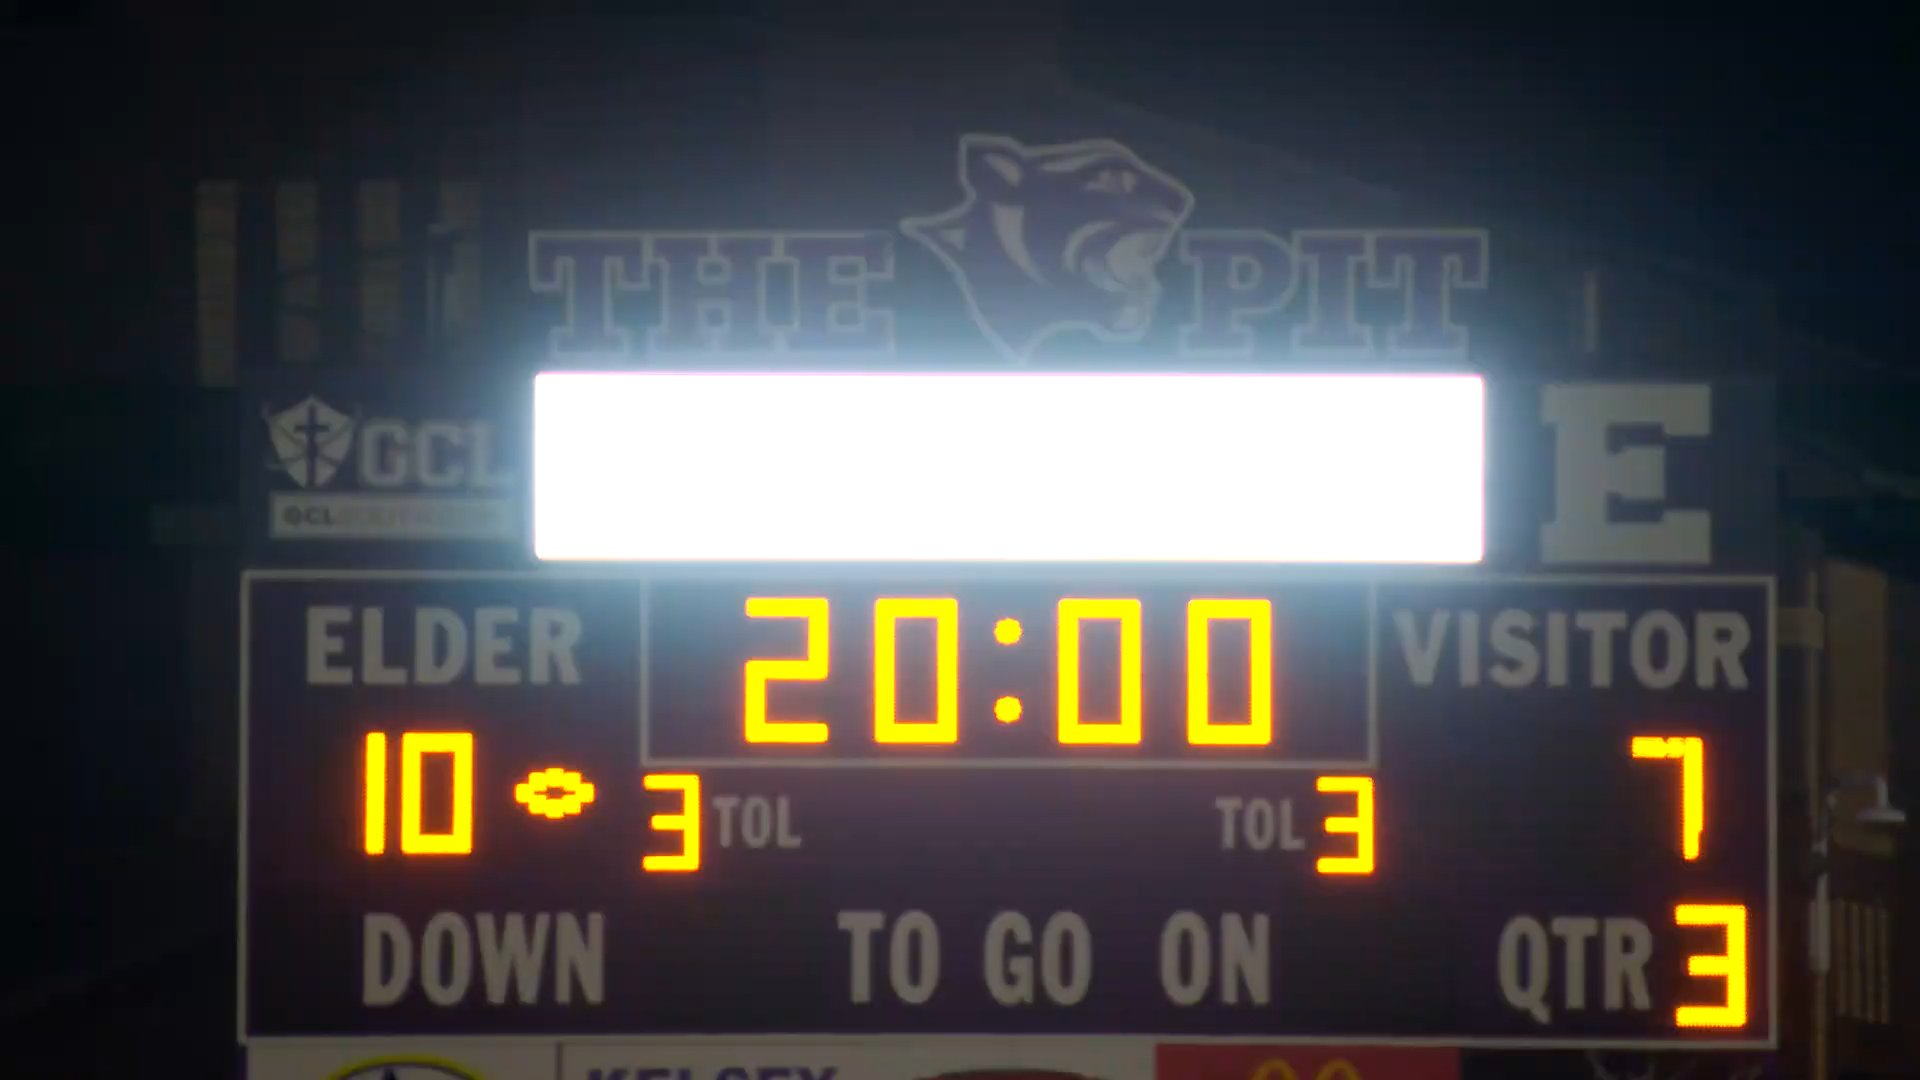 THE PIT
GCL
E
ELDER 20:00 VISITOR
10 3 TOL TOL 3 7
DOWN TO GO ON QTR 3
KELSEY